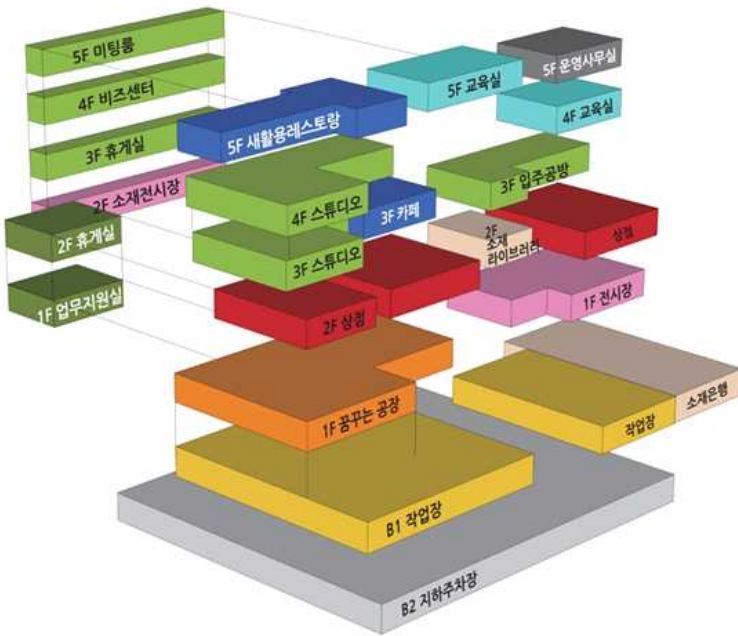 5F 미팅룸
5F 교육실
5F 운영사무실
4F 비즈센터
5F 새활용레스토랑
4F 교육실
3F 휴게실
2F 소재전시장
4F 스튜디오
3F 카페
3F 입주공방
2F 휴게실
3F 스튜디오
2F
소재
라이브러리
상점
1F 업무지원실
2F 상점
1F 전시장
1F 꿈꾸는 공장
작업장
소재은행
B1 작업장
B2 지하주차장